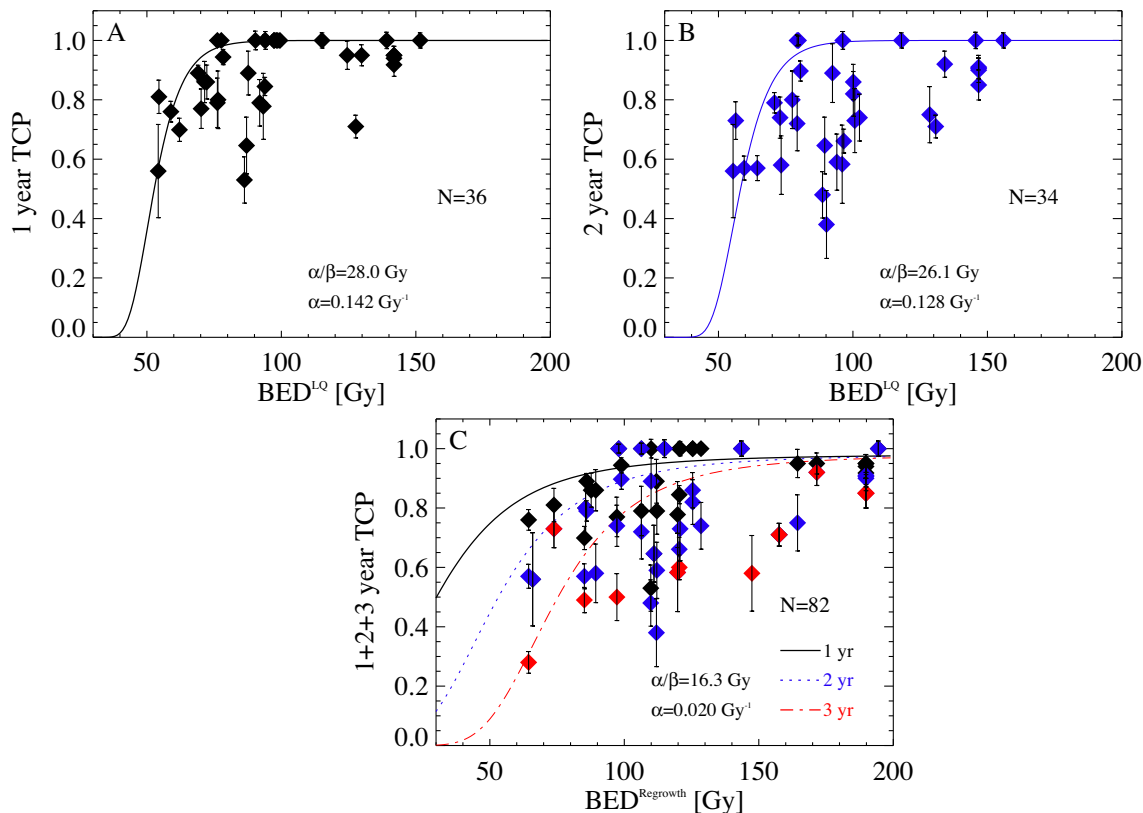 A
1.0
0.8
0.6
0.4
0.2
0.0
1 year TCP
N=36
α/β=28.0 Gy
α=0.142 Gy⁻¹
50 100 150 200
BED^LQ [Gy]
B
1.0
0.8
0.6
0.4
0.2
0.0
2 year TCP
N=34
α/β=26.1 Gy
α=0.128 Gy⁻¹
50 100 150 200
BED^LQ [Gy]
C
1.0
0.8
0.6
0.4
0.2
0.0
1+2+3 year TCP
N=82
α/β=16.3 Gy
α=0.020 Gy⁻¹
1 yr
2 yr
3 yr
50 100 150 200
BED^Regrowth [Gy]